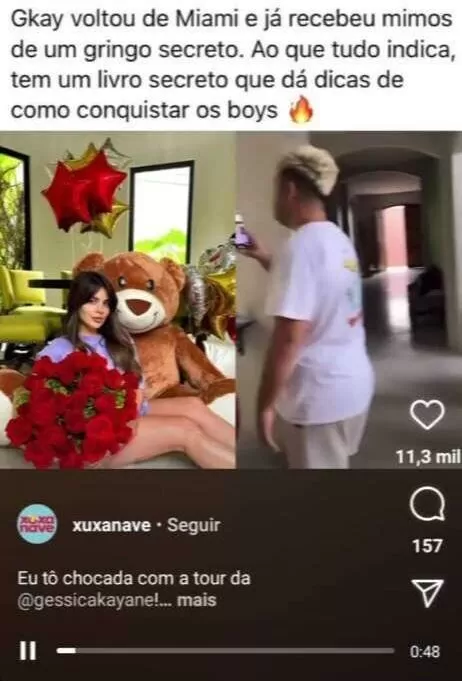 Gkay voltou de Miami e já recebeu mimos
de um gringo secreto. Ao que tudo indica,
tem um livro secreto que dá dicas de
como conquistar os boys 🔥
11,3 mil
xuxa
nave
xuxanave • Seguir
157
Eu tô chocada com a tour da
@gessicakayane!... mais
0:48